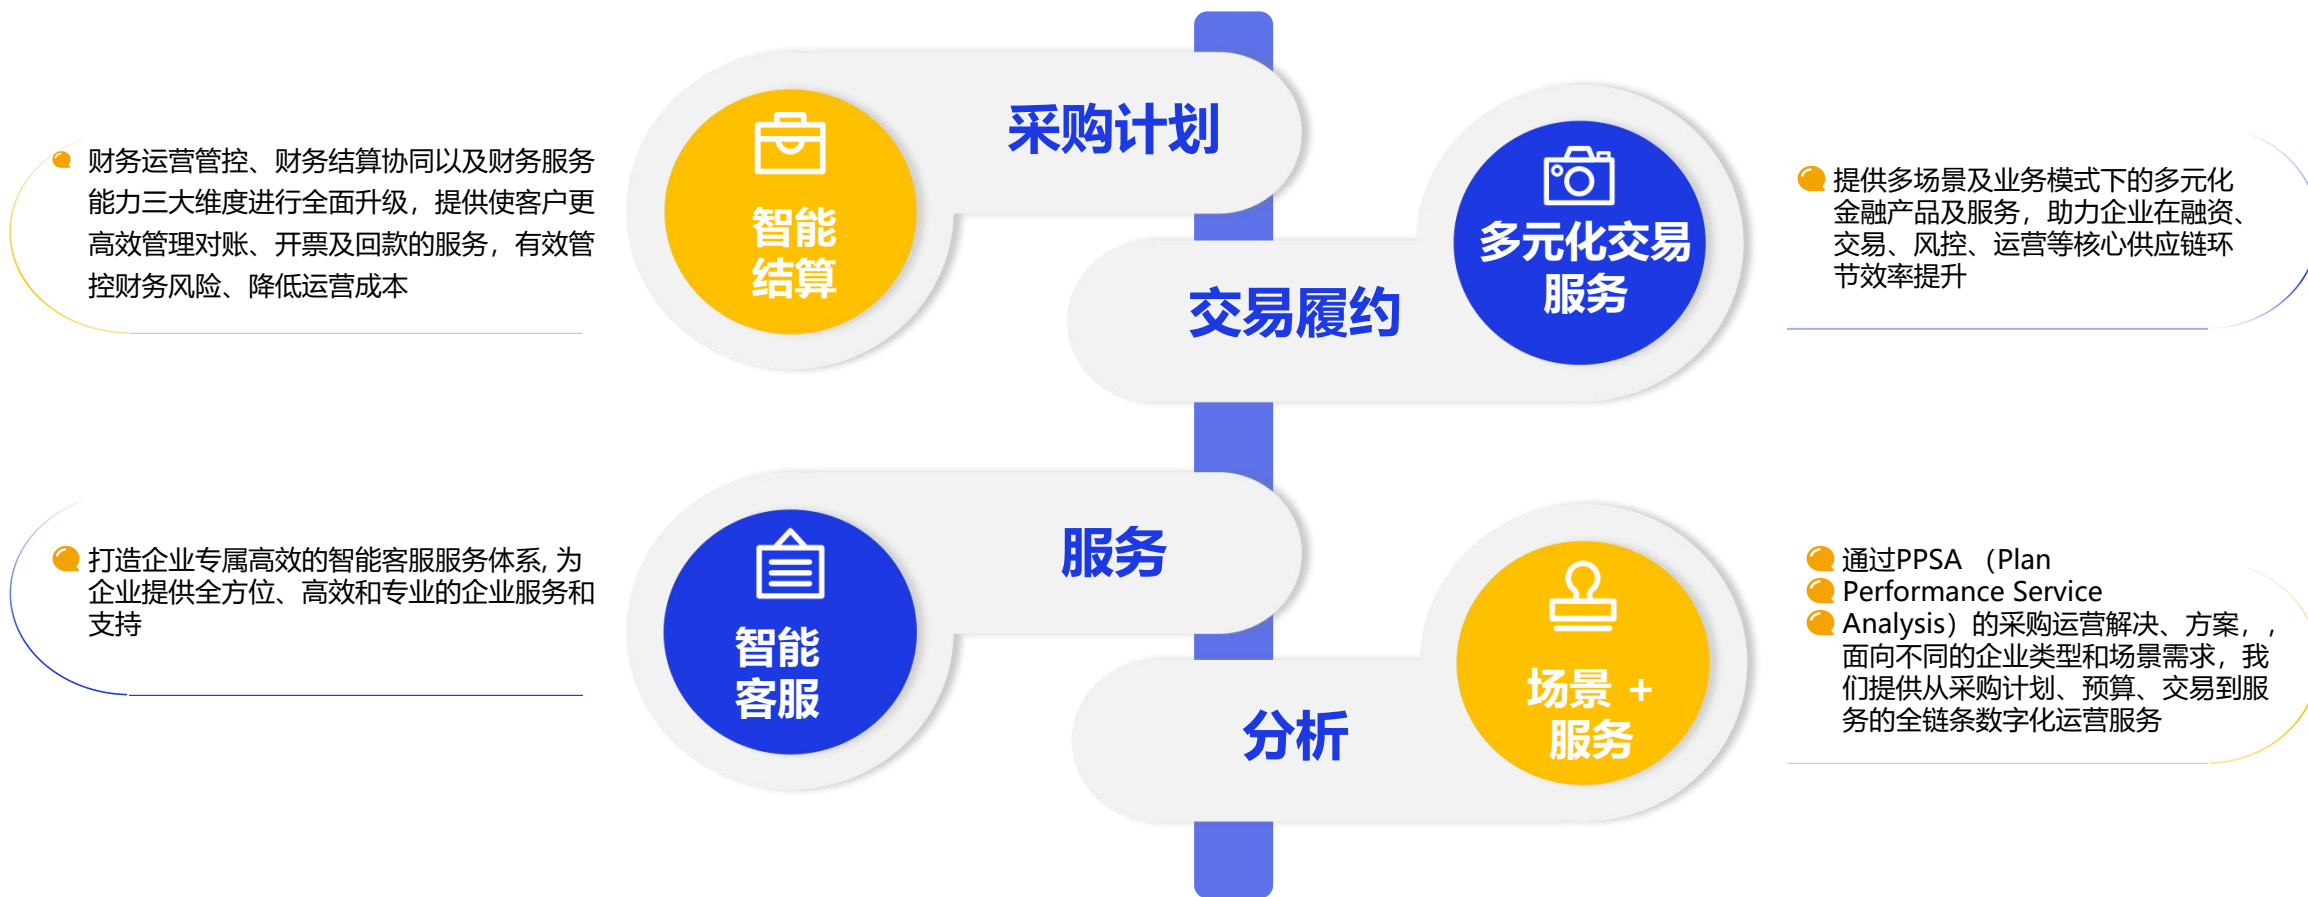 采购计划
智能
结算
财务运营管控、财务结算协同以及财务服务
能力三大维度进行全面升级，提供使客户更
高效管理对账、开票及回款的服务，有效管
控财务风险、降低运营成本
多元化交易
服务
交易履约
提供多场景及业务模式下的多元化
金融产品及服务，助力企业在融资、
交易、风控、运营等核心供应链环
节效率提升
服务
智能
客服
打造企业专属高效的智能客服服务体系, 为
企业提供全方位、高效和专业的企业服务和
支持
场景 +
服务
分析
通过PPSA （Plan
Performance Service
Analysis）的采购运营解决、方案，,
面向不同的企业类型和场景需求，我
们提供从采购计划、预算、交易到服
务的全链条数字化运营服务